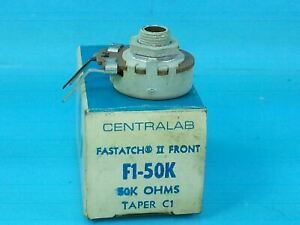 CENTRALAB
FASTATCH® II FRONT
F1-50K
50K OHMS
TAPER C1